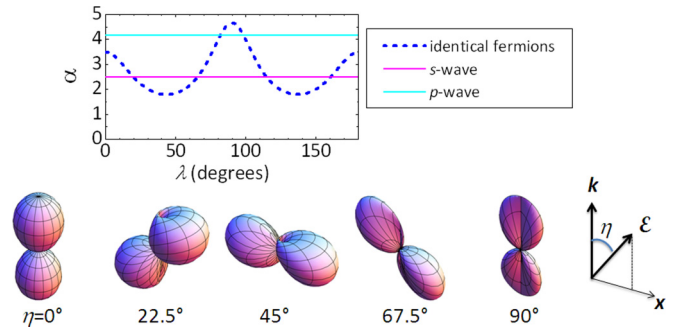 α
5
4
3
2
1
0
0 50 100 150
λ (degrees)
identical fermions
s-wave
p-wave
η=0° 22.5° 45° 67.5° 90°
k
η
ε
x